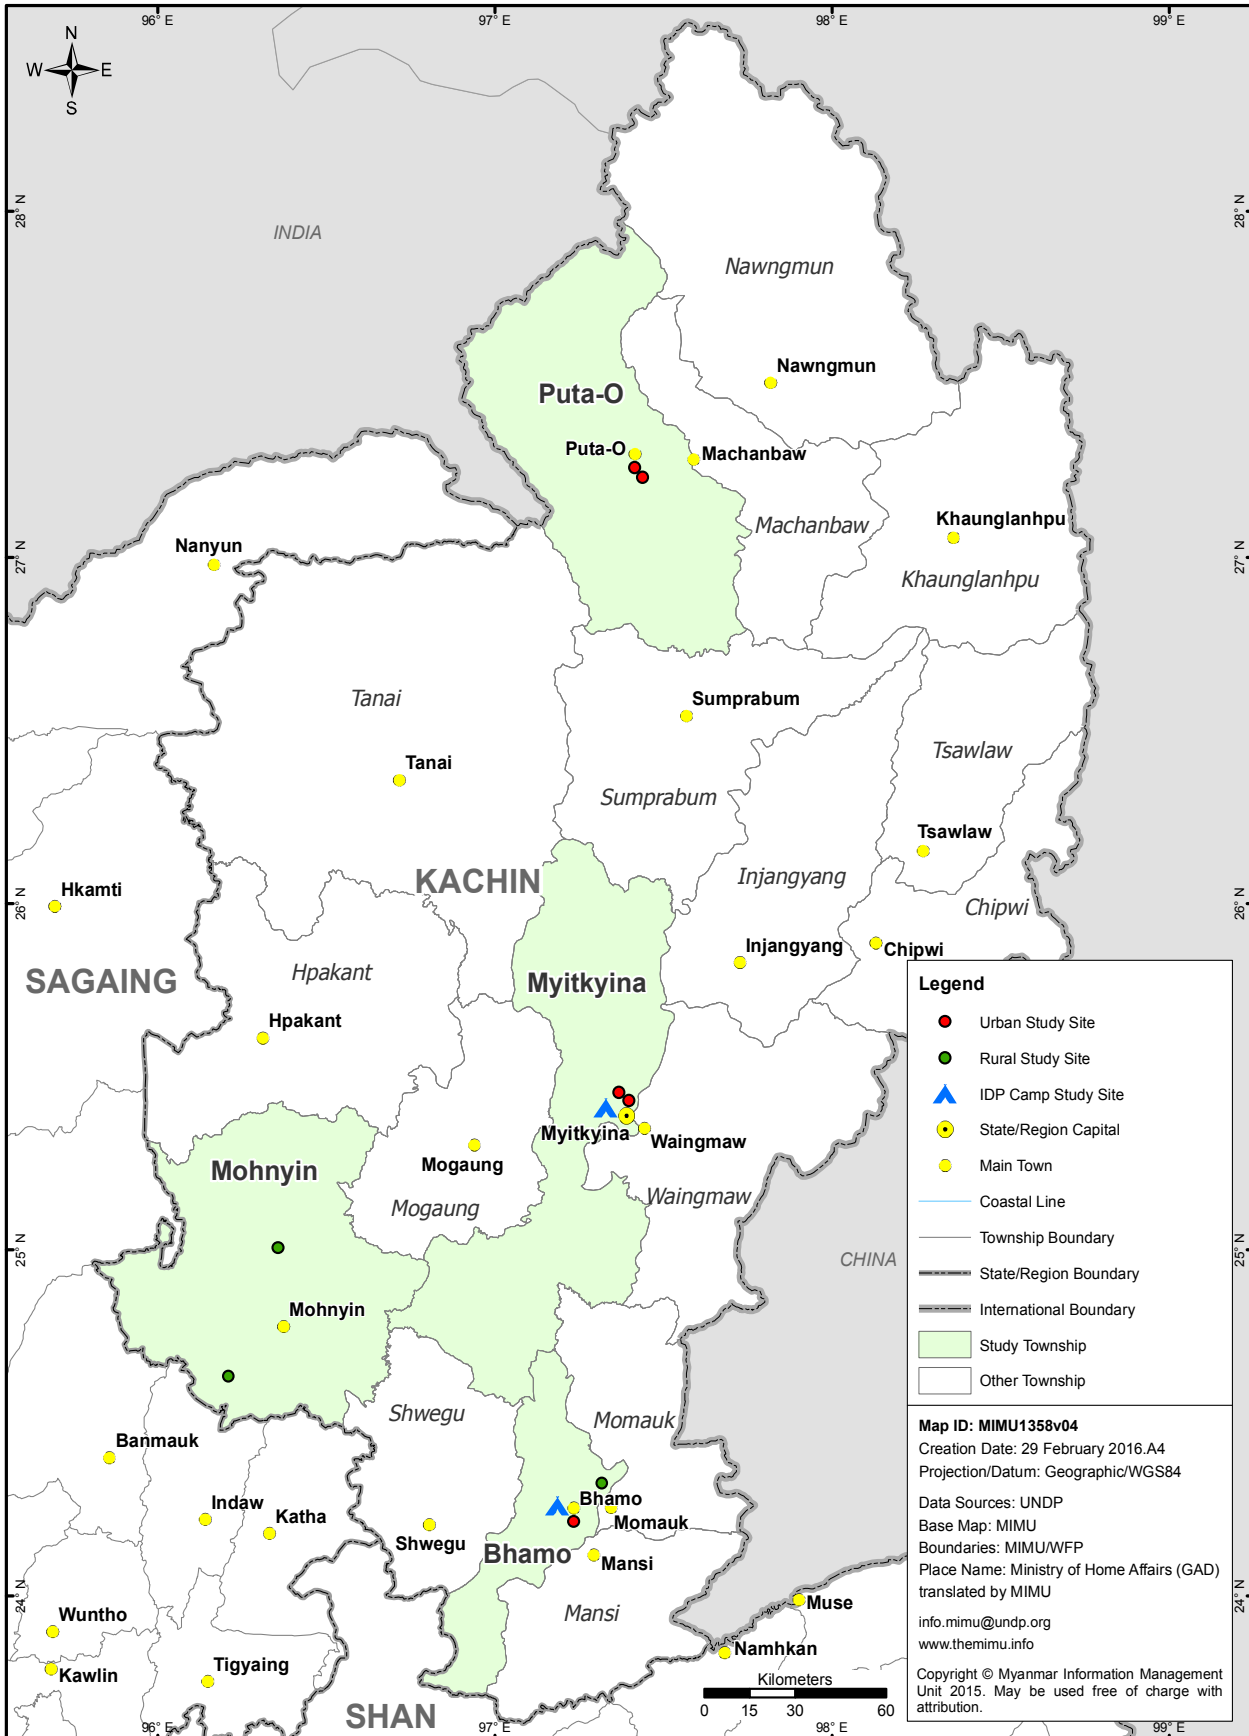 96° E
97° E
98° E
99° E
N
W
E
S
28° N
28° N
INDIA
Nawngmun
Nawngmun
Puta-O
Puta-O
Machanbaw
Machanbaw
Khaunglanhpu
Khaunglanhpu
Nanyun
27° N
27° N
Tanai
Tanai
Sumprabum
Sumprabum
Tsawlaw
Tsawlaw
Hkamti
KACHIN
Injangyang
Injangyang
Chipwi
Chipwi
26° N
26° N
SAGAING
Hpakant
Hpakant
Myitkyina
Myitkyina
Waingmaw
Waingmaw
Mogaung
Mogaung
Mohnyin
Mohnyin
25° N
25° N
CHINA
Shwegu
Shwegu
Momauk
Momauk
Banmauk
Indaw
Katha
Bhamo
Bhamo
Mansi
Mansi
24° N
24° N
Wuntho
Kawlin
Tigyaing
Muse
Namhkan
SHAN
Kilometers
0 15 30 60
96° E
97° E
98° E
99° E
Legend
Urban Study Site
Rural Study Site
IDP Camp Study Site
State/Region Capital
Main Town
Coastal Line
Township Boundary
State/Region Boundary
International Boundary
Study Township
Other Township
Map ID: MIMU1358v04
Creation Date: 29 February 2016.A4
Projection/Datum: Geographic/WGS84
Data Sources: UNDP
Base Map: MIMU
Boundaries: MIMU/WFP
Place Name: Ministry of Home Affairs (GAD)
translated by MIMU
info.mimu@undp.org
www.themimu.info
Copyright © Myanmar Information Management
Unit 2015. May be used free of charge with
attribution.